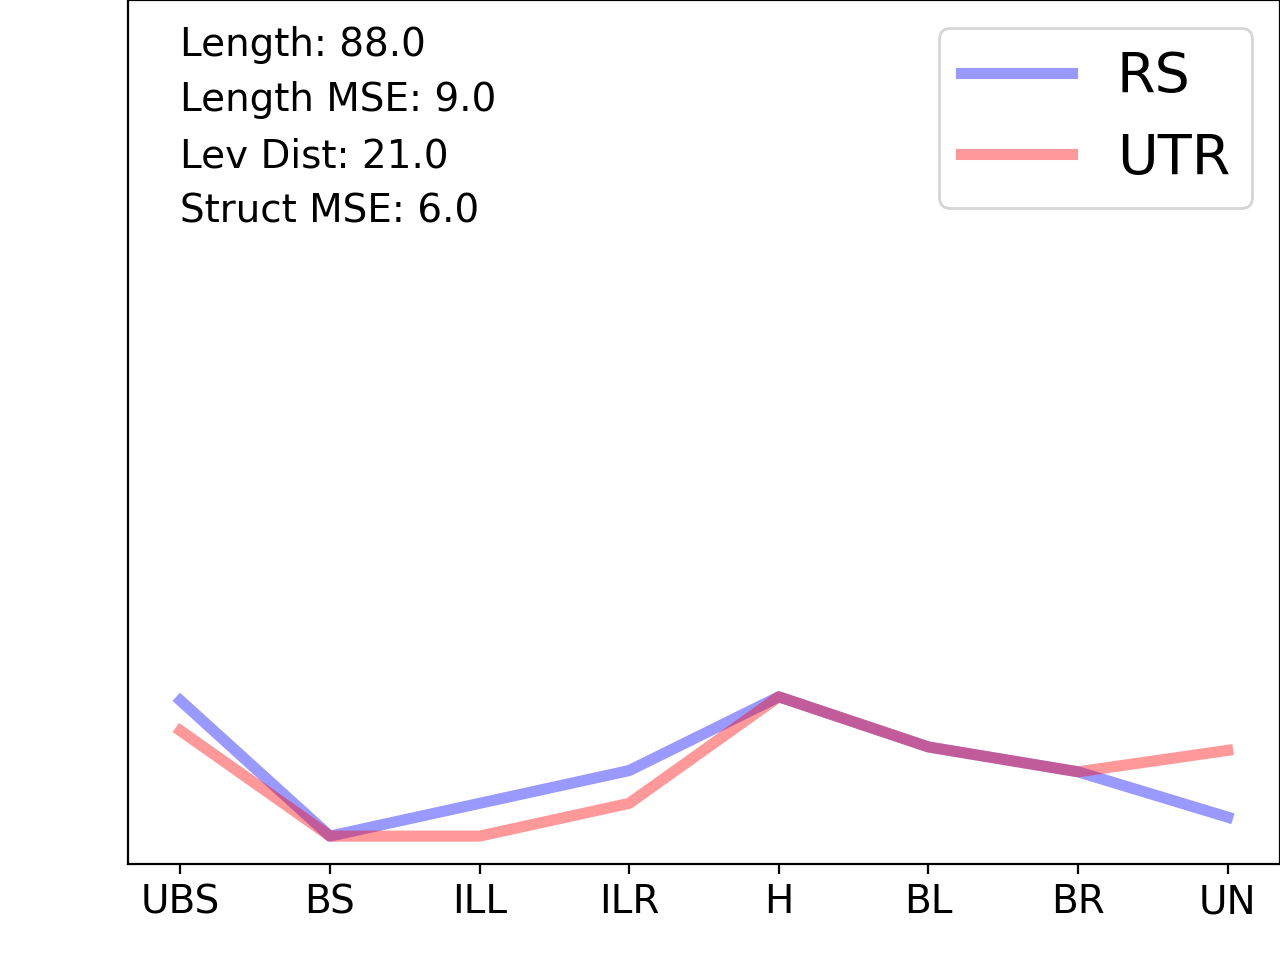 Length: 88.0
Length MSE: 9.0
Lev Dist: 21.0
Struct MSE: 6.0
RS
UTR
UBS BS ILL ILR H BL BR UN